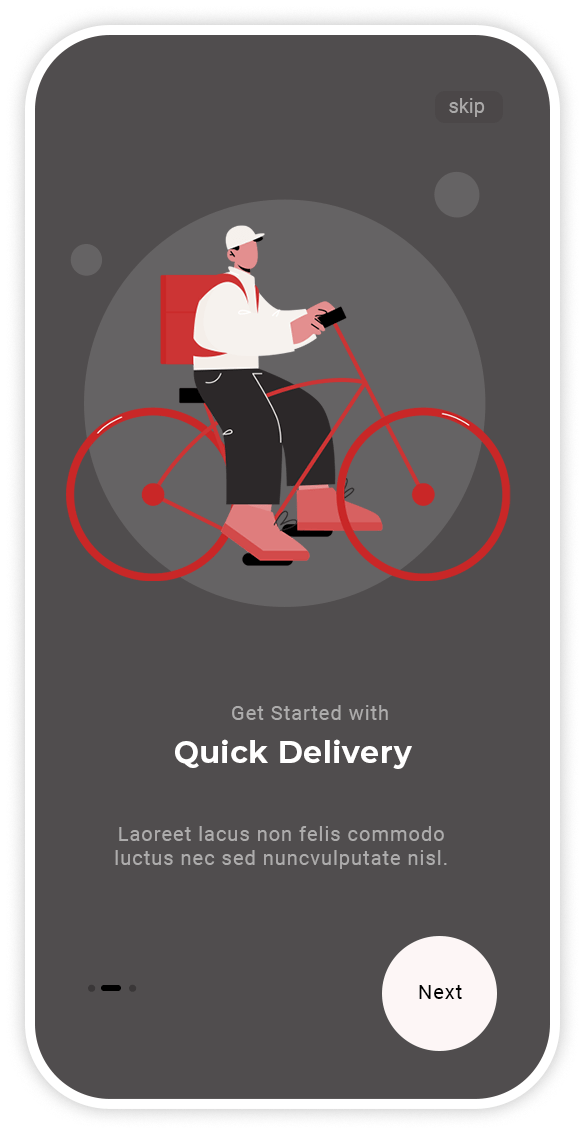 skip
Get Started with
Quick Delivery
Laoreet lacus non felis commodo
luctus nec sed nuncvulputate nisl.
Next